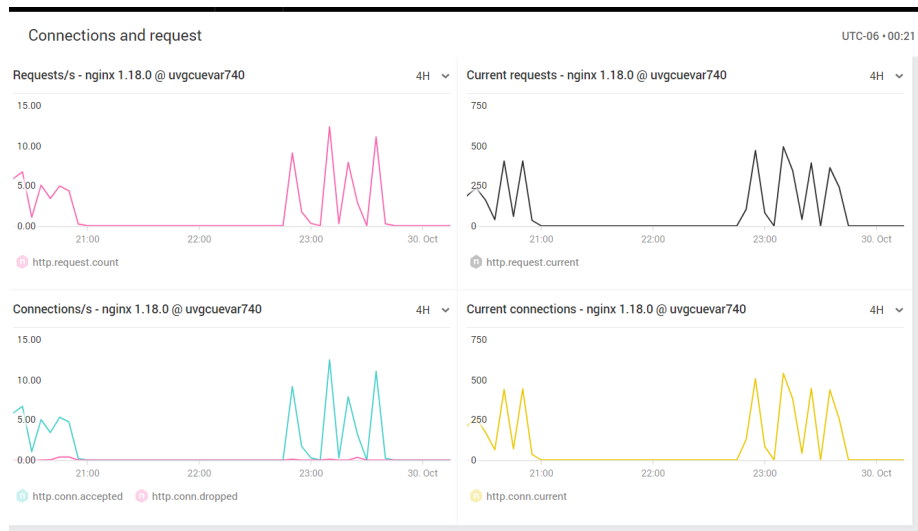 Connections and request
UTC-06 • 00:21
Requests/s - nginx 1.18.0 @ uvgcuevar740
4H
15.00
10.00
5.00
0.00
21:00 22:00 23:00 30. Oct
n http.request.count
Current requests - nginx 1.18.0 @ uvgcuevar740
4H
750
500
250
0
21:00 22:00 23:00 30. Oct
n http.request.current
Connections/s - nginx 1.18.0 @ uvgcuevar740
4H
15.00
10.00
5.00
0.00
21:00 22:00 23:00 30. Oct
n http.conn.accepted n http.conn.dropped
Current connections - nginx 1.18.0 @ uvgcuevar740
4H
750
500
250
0
21:00 22:00 23:00 30. Oct
n http.conn.current